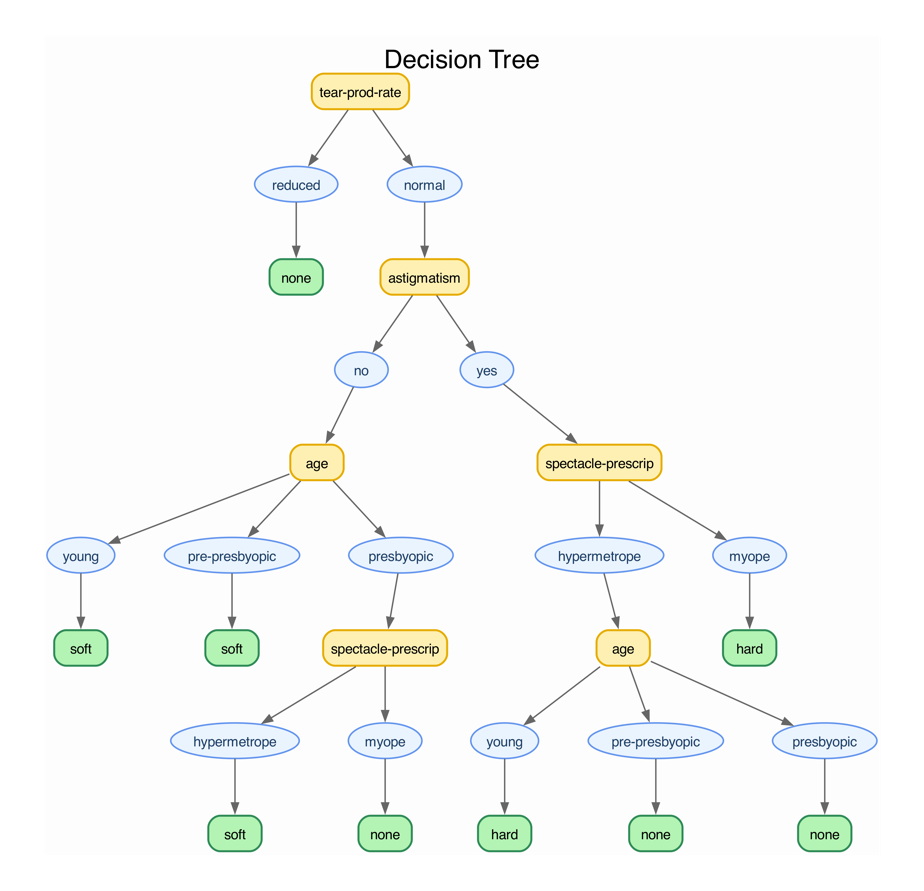 Decision Tree
tear-prod-rate
reduced
normal
none
astigmatism
no
yes
age
spectacle-prescrip
young
pre-presbyopic
presbyopic
hypermetrope
myope
soft
soft
spectacle-prescrip
age
hard
hypermetrope
myope
young
pre-presbyopic
presbyopic
soft
none
hard
none
none